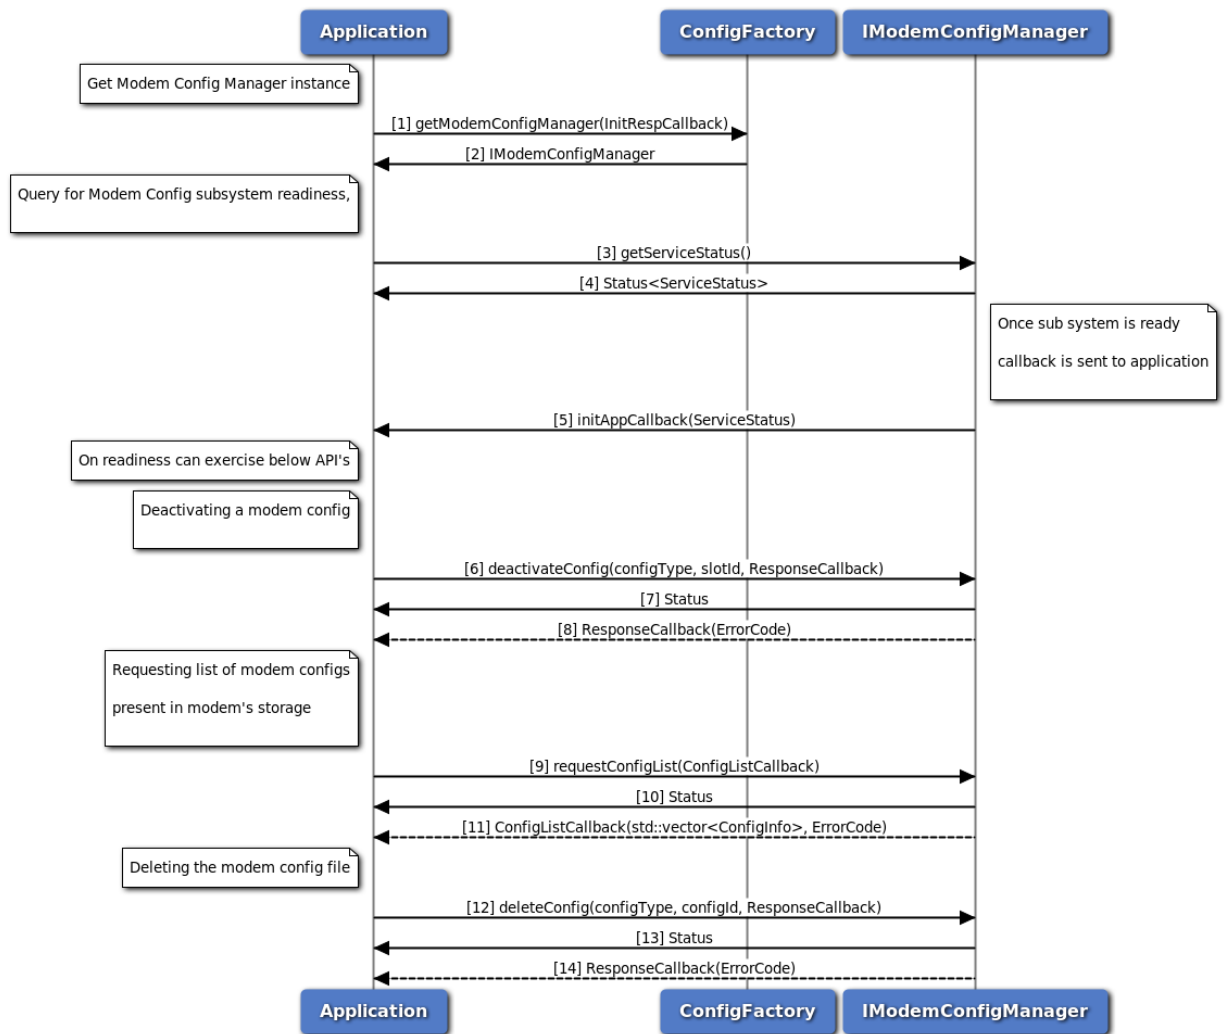 Application
ConfigFactory
IModemConfigManager
Get Modem Config Manager instance
[1] getModemConfigManager(InitRespCallback)
[2] IModemConfigManager
Query for Modem Config subsystem readiness,
[3] getServiceStatus()
[4] Status<ServiceStatus>
Once sub system is ready
callback is sent to application
[5] initAppCallback(ServiceStatus)
On readiness can exercise below API's
Deactivating a modem config
[6] deactivateConfig(configType, slotId, ResponseCallback)
[7] Status
[8] ResponseCallback(ErrorCode)
Requesting list of modem configs
present in modem's storage
[9] requestConfigList(ConfigListCallback)
[10] Status
[11] ConfigListCallback(std::vector<ConfigInfo>, ErrorCode)
Deleting the modem config file
[12] deleteConfig(configType, configId, ResponseCallback)
[13] Status
[14] ResponseCallback(ErrorCode)
Application
ConfigFactory
IModemConfigManager